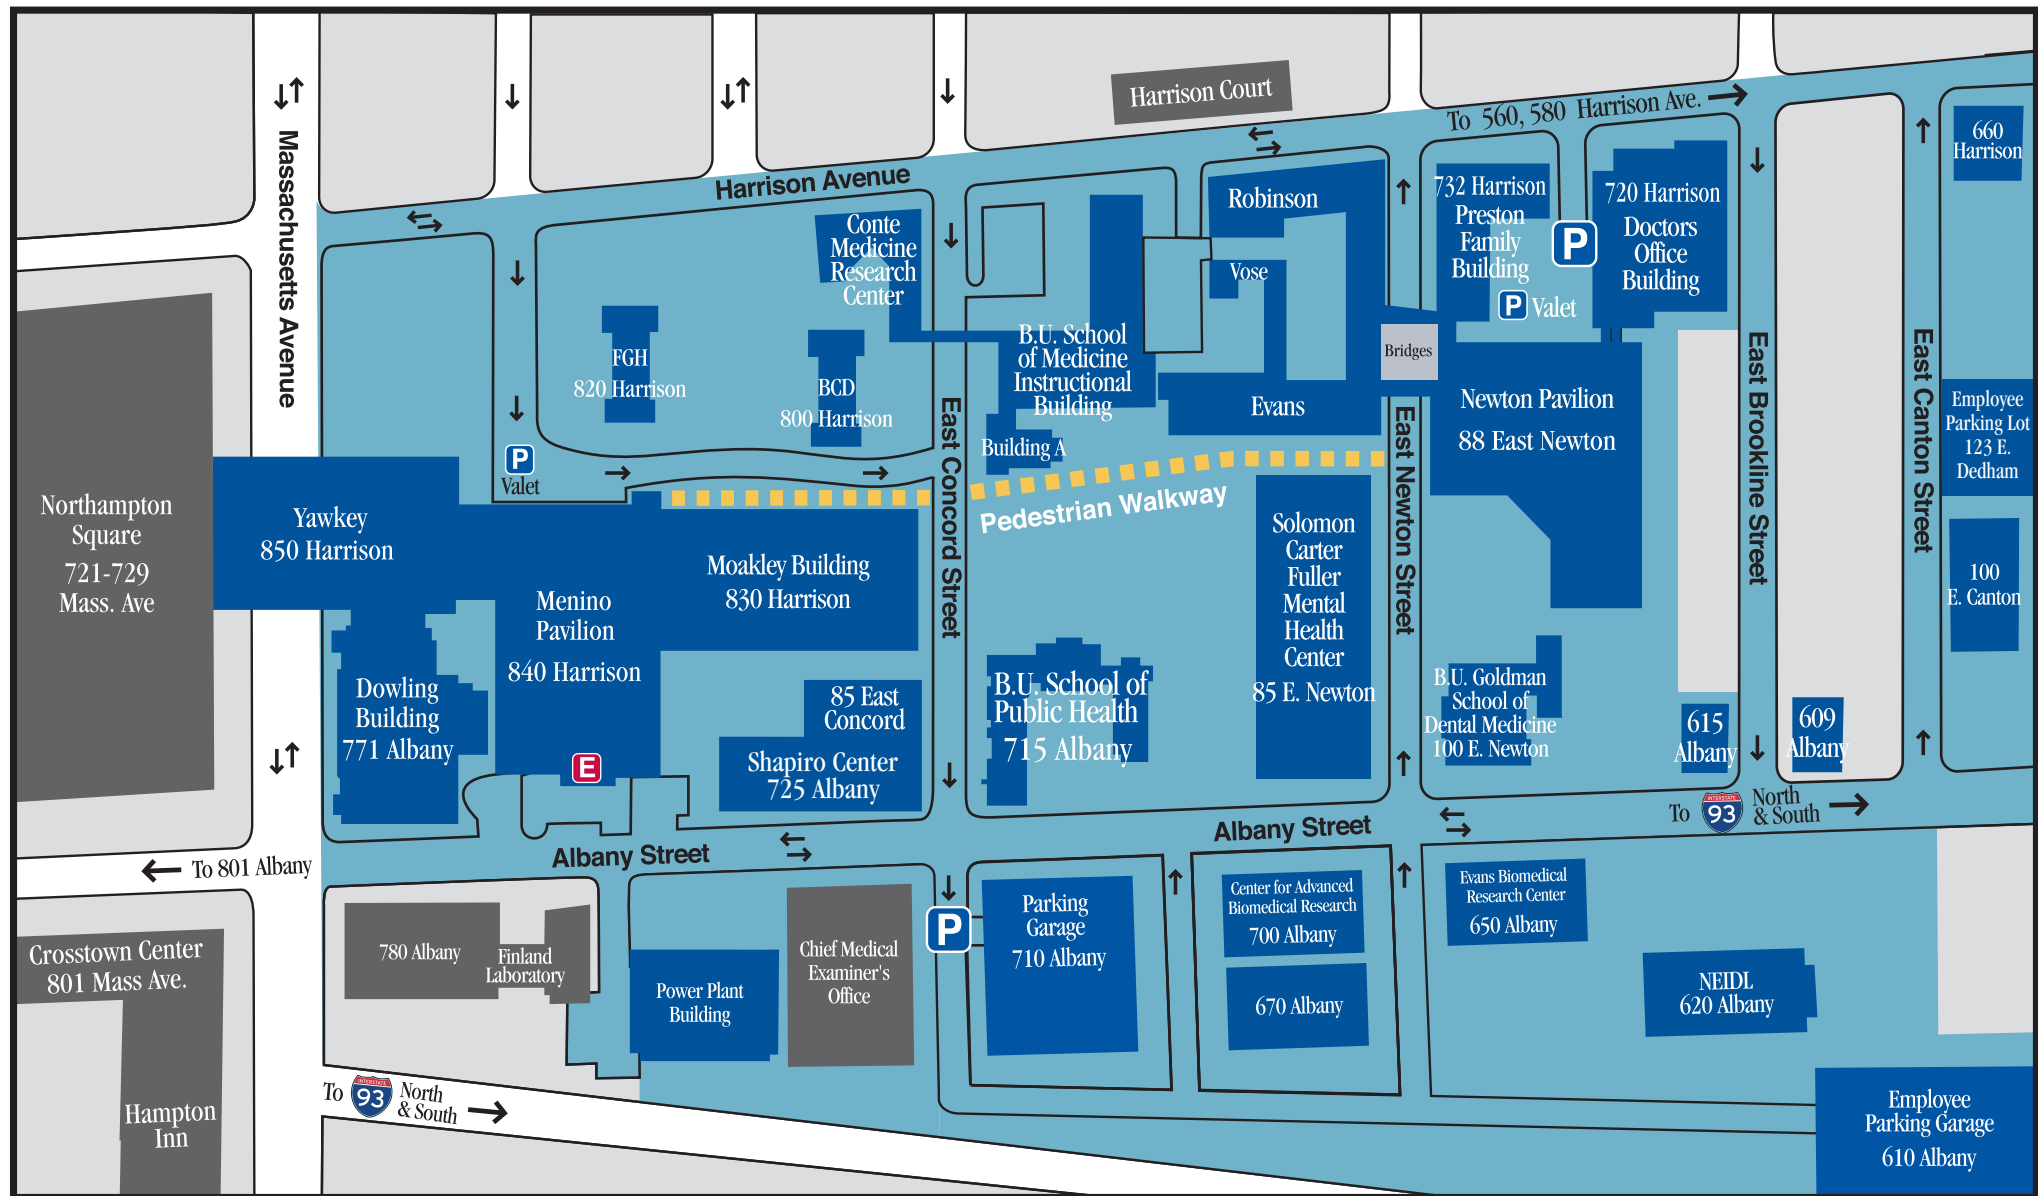 Harrison Court
To 560, 580 Harrison Ave.
Massachusetts Avenue
Harrison Avenue
660
Harrison
Robinson
732 Harrison
Preston
Family
Building
P
P Valet
720 Harrison
Doctors
Office
Building
Conte
Medicine
Research
Center
Vose
B.U. School
of Medicine
Instructional
Building
Bridges
FGH
820 Harrison
BCD
800 Harrison
Evans
Building A
Newton Pavilion
88 East Newton
East Concord Street
East Newton Street
East Brookline Street
East Canton Street
Employee
Parking Lot
123 E.
Dedham
P
Valet
Pedestrian Walkway
Northampton
Square
721-729
Mass. Ave
Yawkey
850 Harrison
Moakley Building
830 Harrison
Menino
Pavilion
840 Harrison
Solomon
Carter
Fuller
Mental
Health
Center
85 E. Newton
100
E. Canton
Dowling
Building
771 Albany
E
85 East
Concord
Shapiro Center
725 Albany
B.U. School of
Public Health
715 Albany
B.U. Goldman
School of
Dental Medicine
100 E. Newton
615
Albany
609
Albany
To INTERSTATE 93 North
& South
Albany Street
Albany Street
To 801 Albany
Crosstown Center
801 Mass Ave.
Hampton
Inn
780 Albany
Finland
Laboratory
Power Plant
Building
Chief Medical
Examiner's
Office
P
Parking
Garage
710 Albany
Center for Advanced
Biomedical Research
700 Albany
670 Albany
Evans Biomedical
Research Center
650 Albany
NEIDL
620 Albany
To INTERSTATE 93 North
& South
Employee
Parking Garage
610 Albany